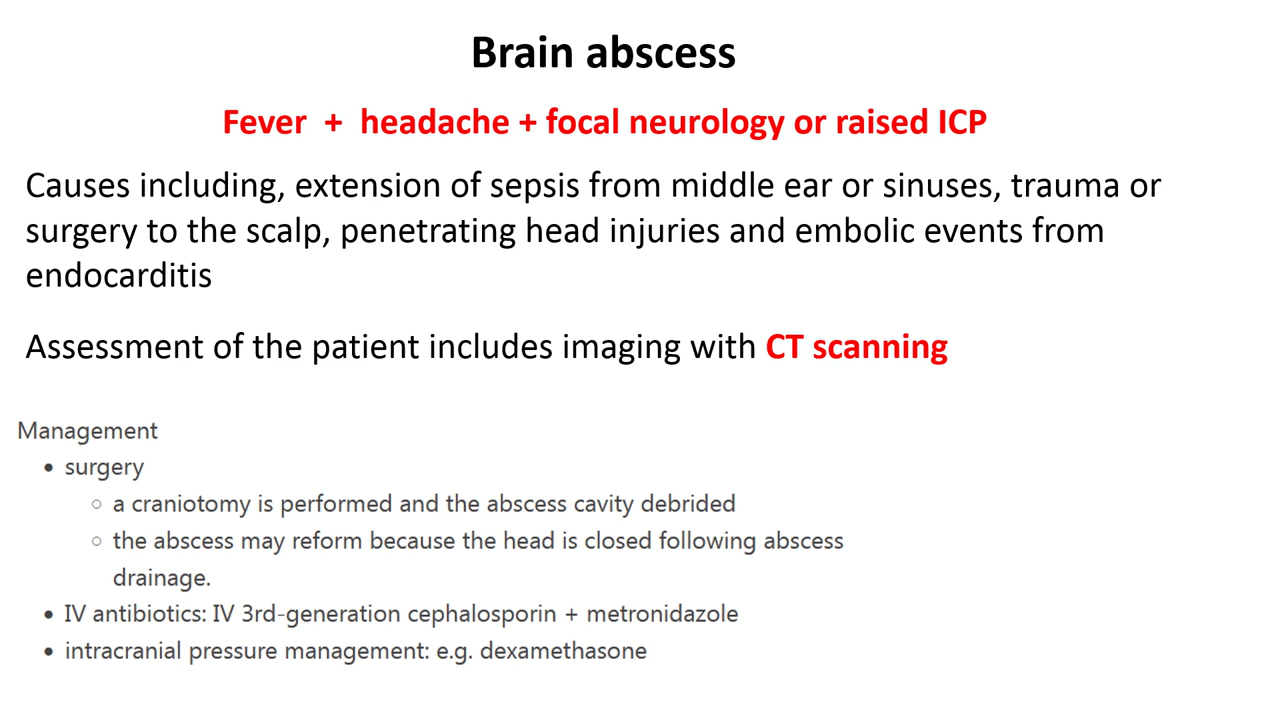 Brain abscess
Fever + headache + focal neurology or raised ICP
Causes including, extension of sepsis from middle ear or sinuses, trauma or
surgery to the scalp, penetrating head injuries and embolic events from
endocarditis
Assessment of the patient includes imaging with CT scanning
Management
• surgery
○ a craniotomy is performed and the abscess cavity debrided
○ the abscess may reform because the head is closed following abscess
drainage.
• IV antibiotics: IV 3rd-generation cephalosporin + metronidazole
• intracranial pressure management: e.g. dexamethasone